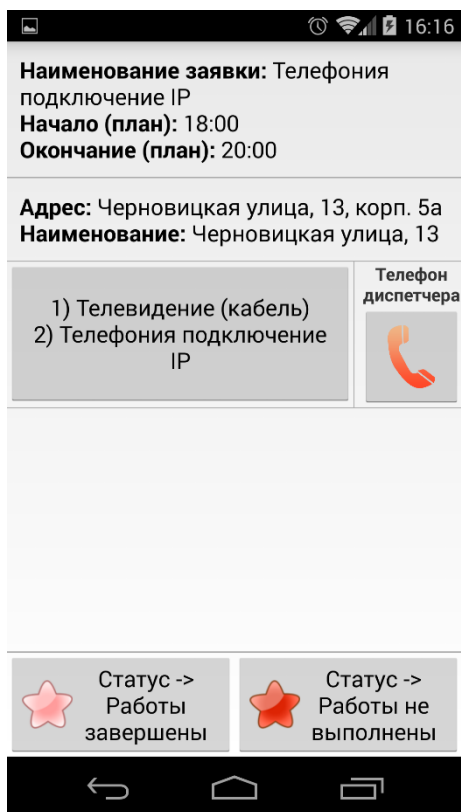 16:16
Наименование заявки: Телефония
подключение IP
Начало (план): 18:00
Окончание (план): 20:00
Адрес: Черновицкая улица, 13, корп. 5а
Наименование: Черновицкая улица, 13
1) Телевидение (кабель)
2) Телефония подключение
IP
Телефон
диспетчера
Статус ->
Работы
завершены
Статус ->
Работы не
выполнены